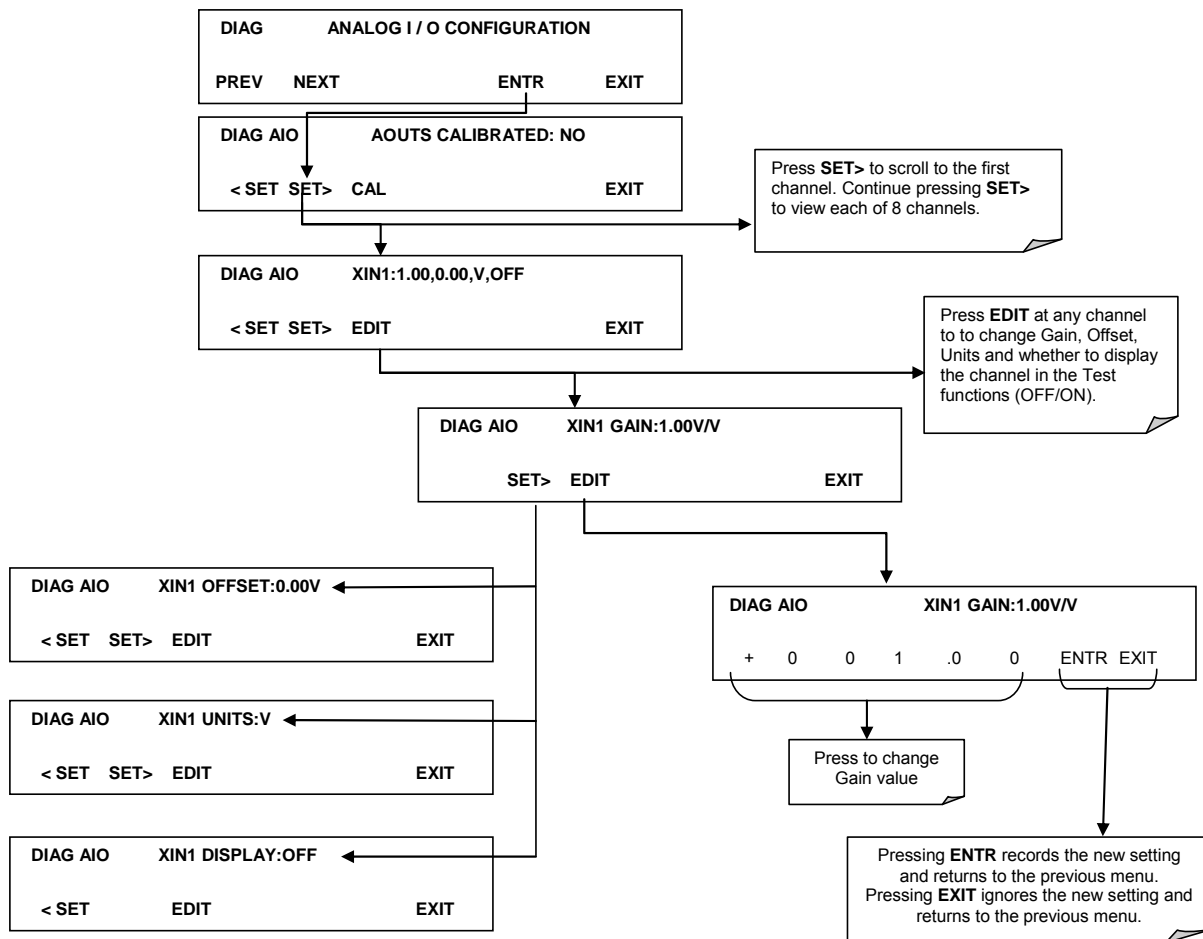 DIAG ANALOG I / O CONFIGURATION
PREV NEXT ENTR EXIT
DIAG AIO AOUTS CALIBRATED: NO
< SET SET> CAL EXIT
Press SET> to scroll to the first
channel. Continue pressing SET>
to view each of 8 channels.
DIAG AIO XIN1:1.00,0.00,V,OFF
< SET SET> EDIT EXIT
Press EDIT at any channel
to to change Gain, Offset,
Units and whether to display
the channel in the Test
functions (OFF/ON).
DIAG AIO XIN1 GAIN:1.00V/V
SET> EDIT EXIT
DIAG AIO XIN1 OFFSET:0.00V
< SET SET> EDIT EXIT
DIAG AIO XIN1 GAIN:1.00V/V
+ 0 0 1 .0 0 ENTR EXIT
DIAG AIO XIN1 UNITS:V
< SET SET> EDIT EXIT
Press to change
Gain value
DIAG AIO XIN1 DISPLAY:OFF
< SET EDIT EXIT
Pressing ENTR records the new setting
and returns to the previous menu.
Pressing EXIT ignores the new setting and
returns to the previous menu.